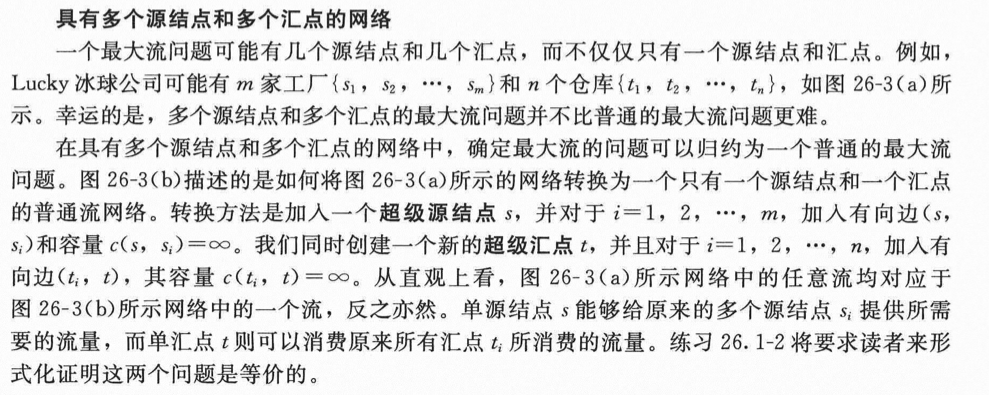 具有多个源结点和多个汇点的网络
一个最大流问题可能有几个源结点和几个汇点，而不仅仅只有一个源结点和汇点。例如，
Lucky 冰球公司可能有 m 家工厂{s₁，s₂，…，sₘ}和 n 个仓库{t₁，t₂，…，tₙ}，如图 26-3(a)所
示。幸运的是，多个源结点和多个汇点的最大流问题并不比普通的最大流问题更难。
在具有多个源结点和多个汇点的网络中，确定最大流的问题可以归约为一个普通的最大流
问题。图 26-3(b)描述的是如何将图 26-3(a)所示的网络转换为一个只有一个源结点和一个汇点
的普通流网络。转换方法是加入一个超级源结点 s，并对于 i=1，2，…，m，加入有向边(s，
sᵢ)和容量 c(s，sᵢ)=∞。我们同时创建一个新的超级汇点 t，并且对于 i=1，2，…，n，加入有
向边(tᵢ，t)，其容量 c(tᵢ，t)=∞。从直观上看，图 26-3(a)所示网络中的任意流均对应于
图 26-3(b)所示网络中的一个流，反之亦然。单源结点 s 能够给原来的多个源结点 sᵢ 提供所需
要的流量，而单汇点 t 则可以消费原来所有汇点 tᵢ 所消费的流量。练习 26.1-2 将要求读者来形
式化证明这两个问题是等价的。